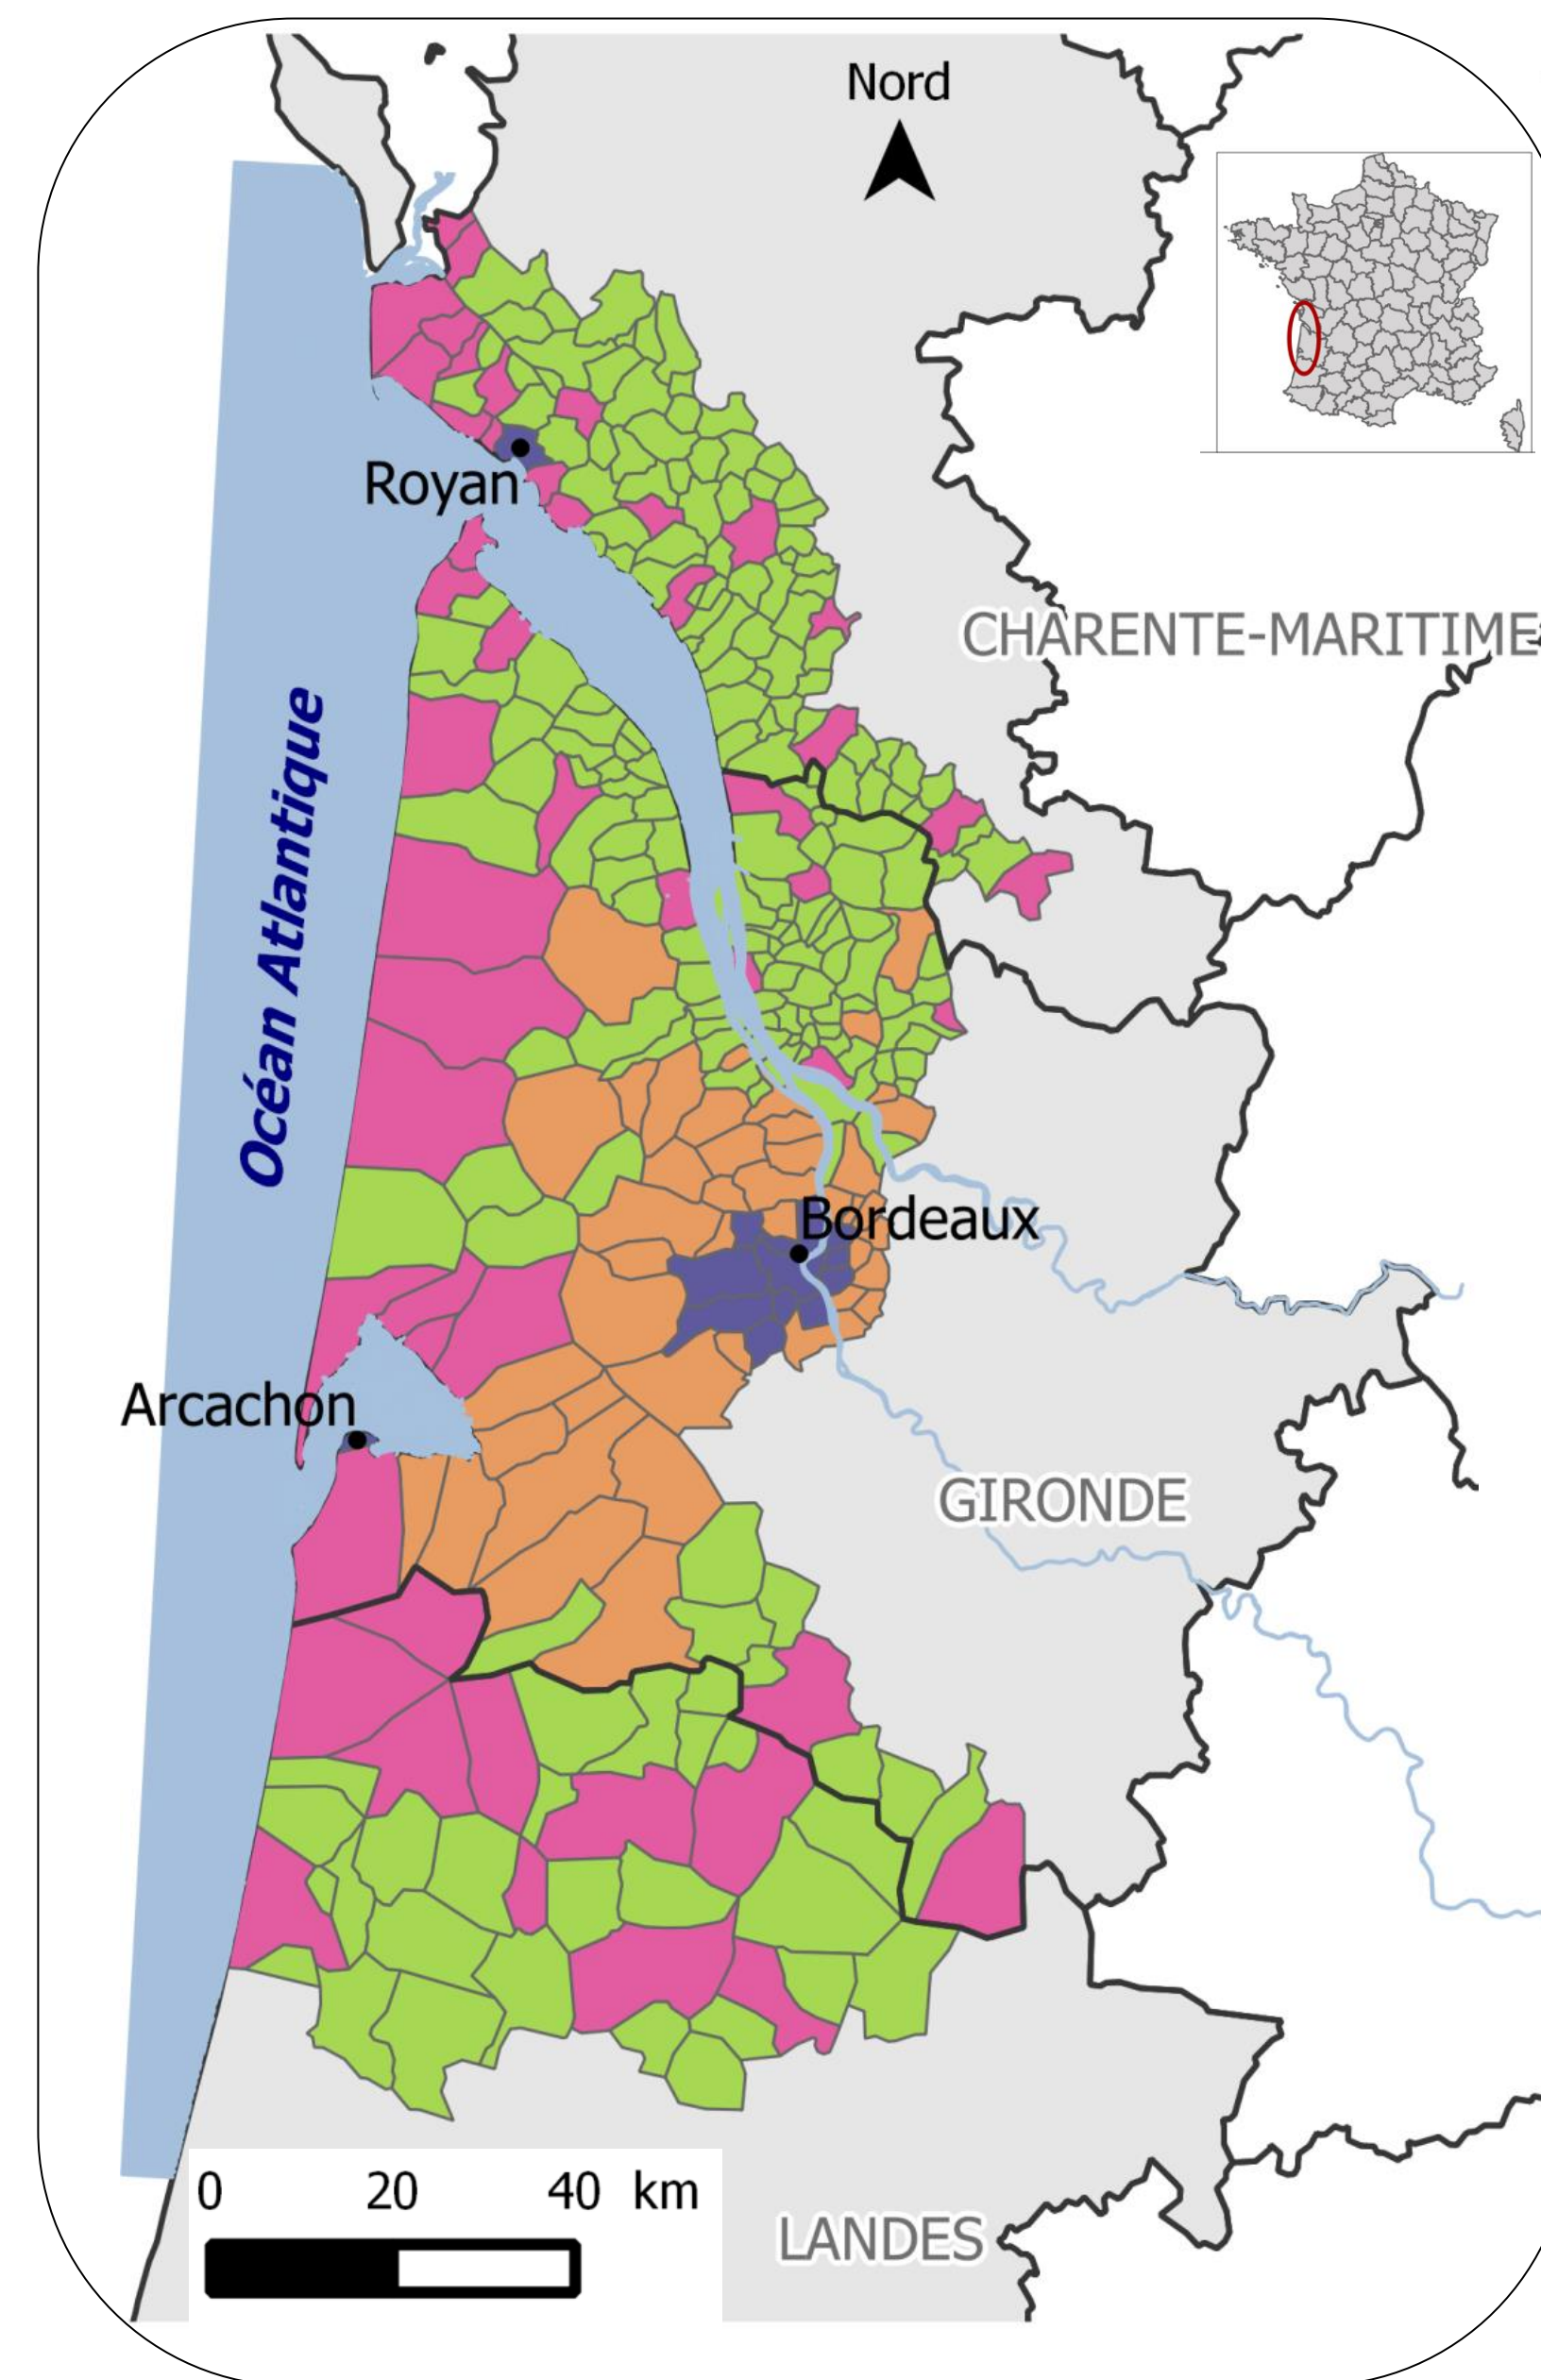 Nord
Royan
CHARENTE-MARITIME
Océan Atlantique
Bordeaux
Arcachon
GIRONDE
0 20 40 km
LANDES